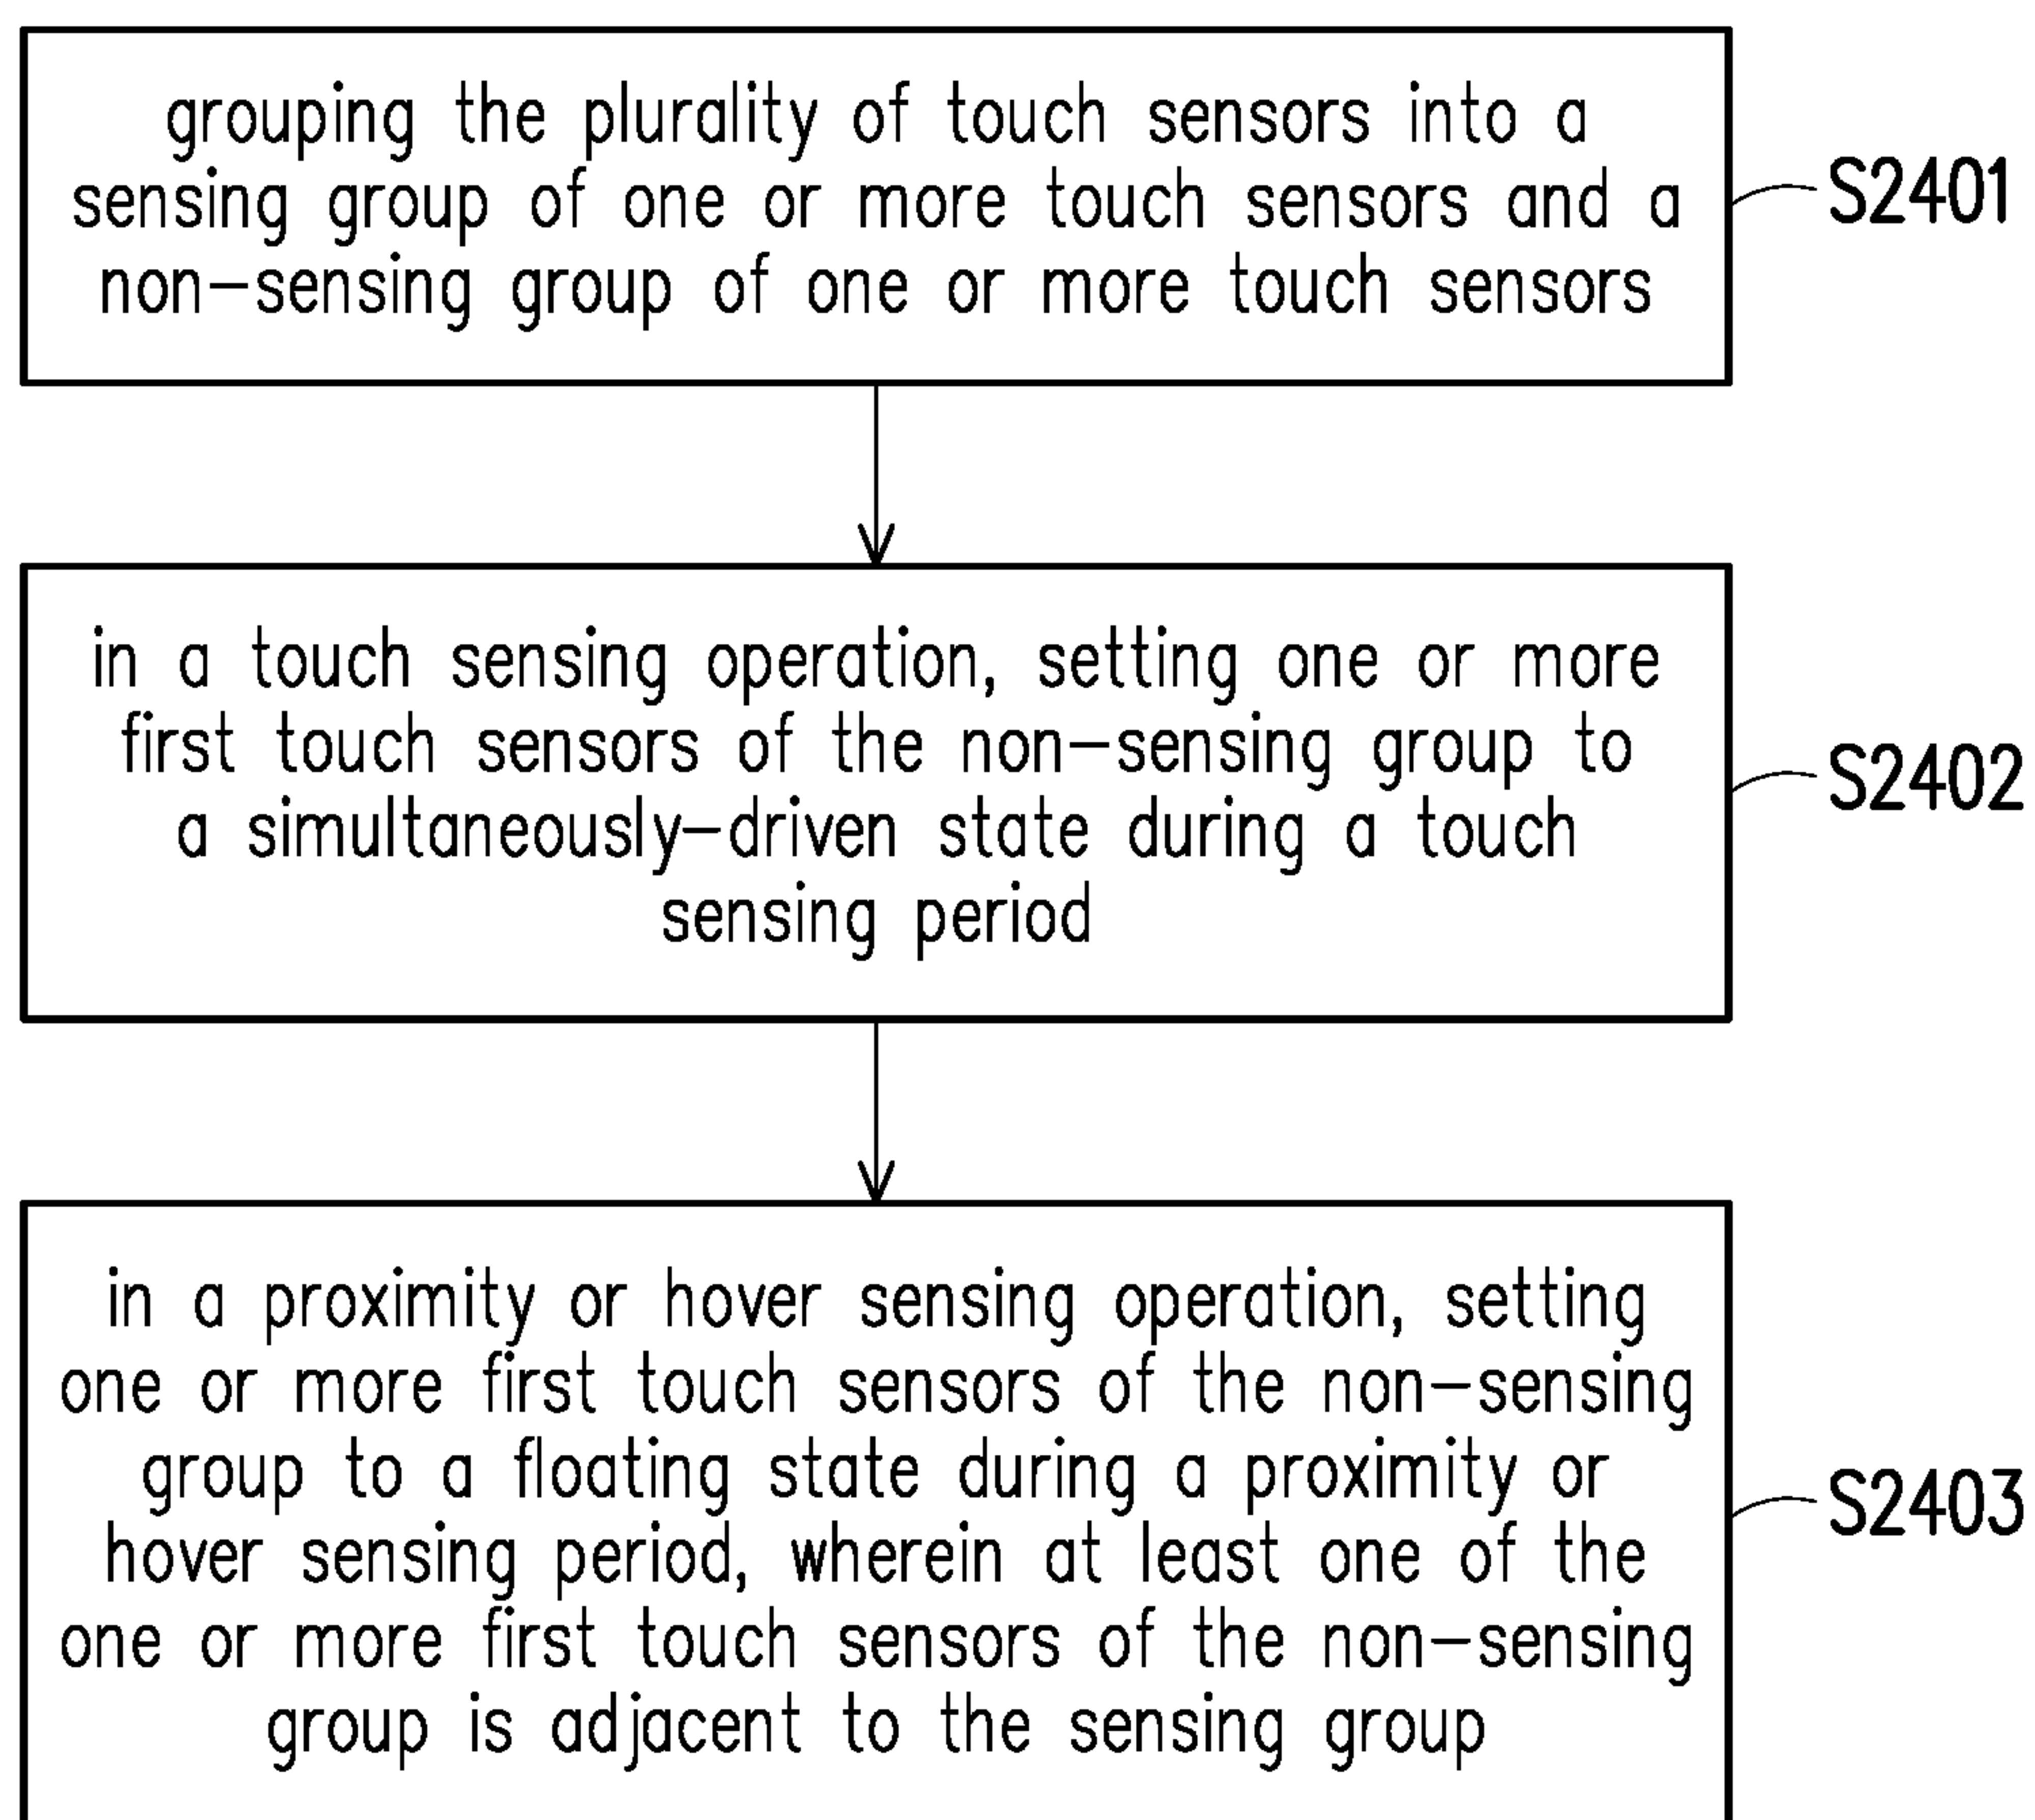 grouping the plurality of touch sensors into a
sensing group of one or more touch sensors and a
non-sensing group of one or more touch sensors
S2401
in a touch sensing operation, setting one or more
first touch sensors of the non-sensing group to
a simultaneously-driven state during a touch
sensing period
S2402
in a proximity or hover sensing operation, setting
one or more first touch sensors of the non-sensing
group to a floating state during a proximity or
hover sensing period, wherein at least one of the
one or more first touch sensors of the non-sensing
group is adjacent to the sensing group
S2403